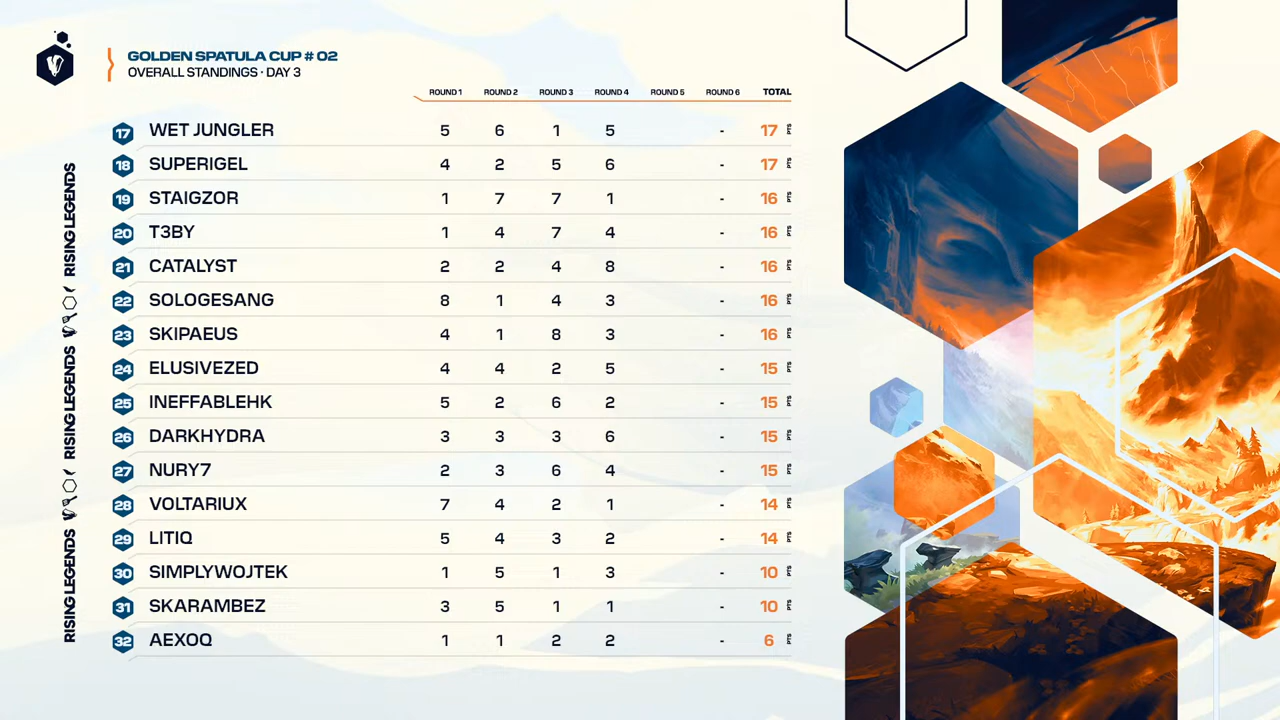 GOLDEN SPATULA CUP # 02
OVERALL STANDINGS · DAY 3
ROUND 1 ROUND 2 ROUND 3 ROUND 4 ROUND 5 ROUND 6 TOTAL
17 WET JUNGLER 5 6 1 5 - 17 PTS
18 SUPERIGEL 4 2 5 6 - 17 PTS
19 STAIGZOR 1 7 7 1 - 16 PTS
20 T3BY 1 4 7 4 - 16 PTS
21 CATALYST 2 2 4 8 - 16 PTS
22 SOLOGESANG 8 1 4 3 - 16 PTS
23 SKIPAEUS 4 1 8 3 - 16 PTS
24 ELUSIVEZED 4 4 2 5 - 15 PTS
25 INEFFABLEHK 5 2 6 2 - 15 PTS
26 DARKHYDRA 3 3 3 6 - 15 PTS
27 NURY7 2 3 6 4 - 15 PTS
28 VOLTARIUX 7 4 2 1 - 14 PTS
29 LITIQ 5 4 3 2 - 14 PTS
30 SIMPLYWOJTEK 1 5 1 3 - 10 PTS
31 SKARAMBEZ 3 5 1 1 - 10 PTS
32 AEXOQ 1 1 2 2 - 6 PTS
RISING LEGENDS RISING LEGENDS RISING LEGENDS